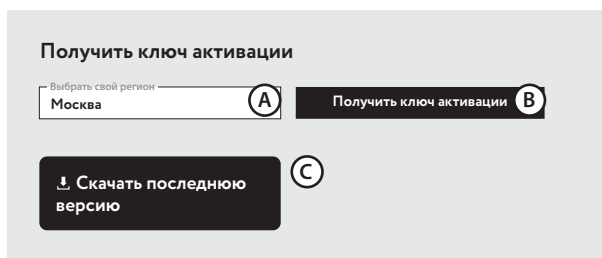 Получить ключ активации
Выбрать свой регион
Москва A
Получить ключ активации B
Скачать последнюю C
версию